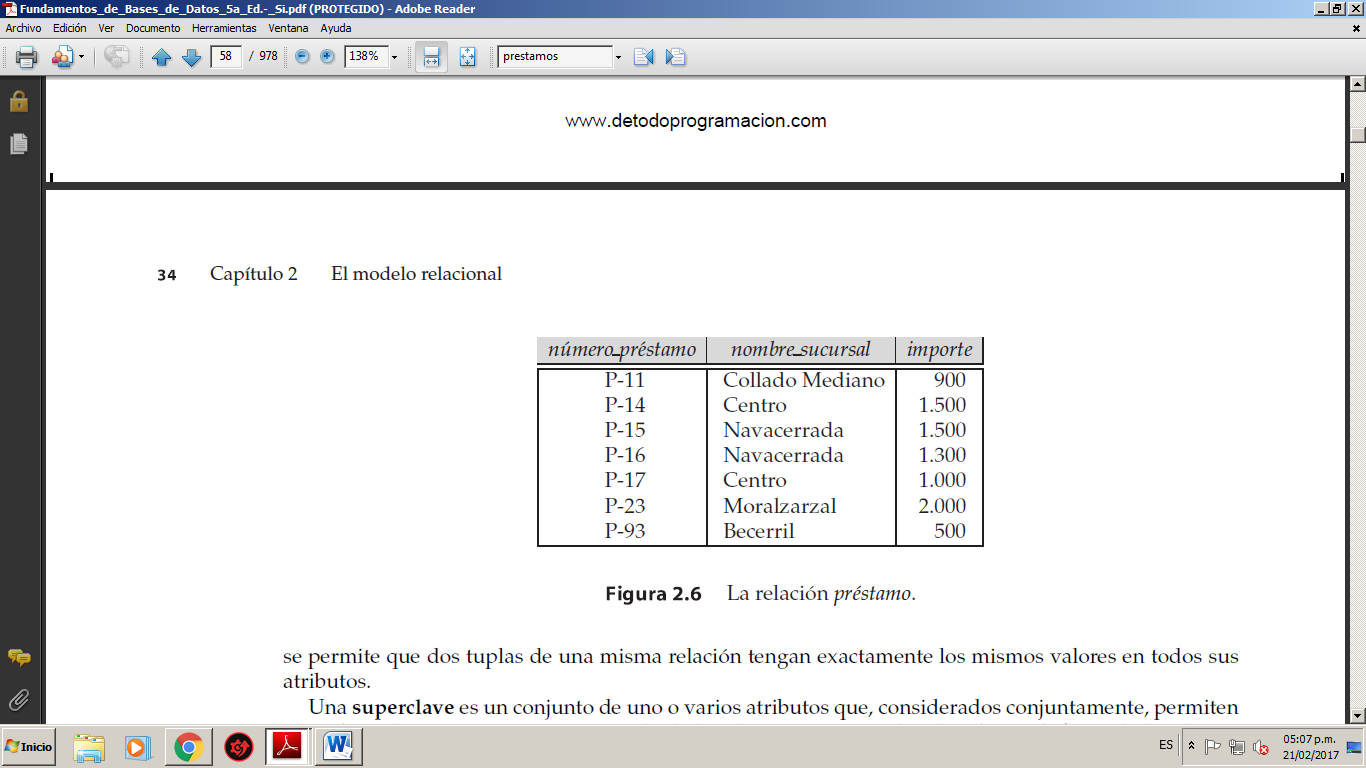 Fundamentos_de_Bases_de_Datos_5a_Ed.-_Si.pdf (PROTEGIDO) - Adobe Reader
Archivo Edición Ver Documento Herramientas Ventana Ayuda
58 / 978 138% prestamos
www.detodoprogramacion.com
34 Capítulo 2 El modelo relacional
número_préstamo nombre_sucursal importe
P-11 Collado Mediano 900
P-14 Centro 1.500
P-15 Navacerrada 1.500
P-16 Navacerrada 1.300
P-17 Centro 1.000
P-23 Moralzarzal 2.000
P-93 Becerril 500
Figura 2.6 La relación préstamo.
se permite que dos tuplas de una misma relación tengan exactamente los mismos valores en todos sus
atributos.
Una superclave es un conjunto de uno o varios atributos que, considerados conjuntamente, permiten
Inicio ES 05:07 p.m.
21/02/2017